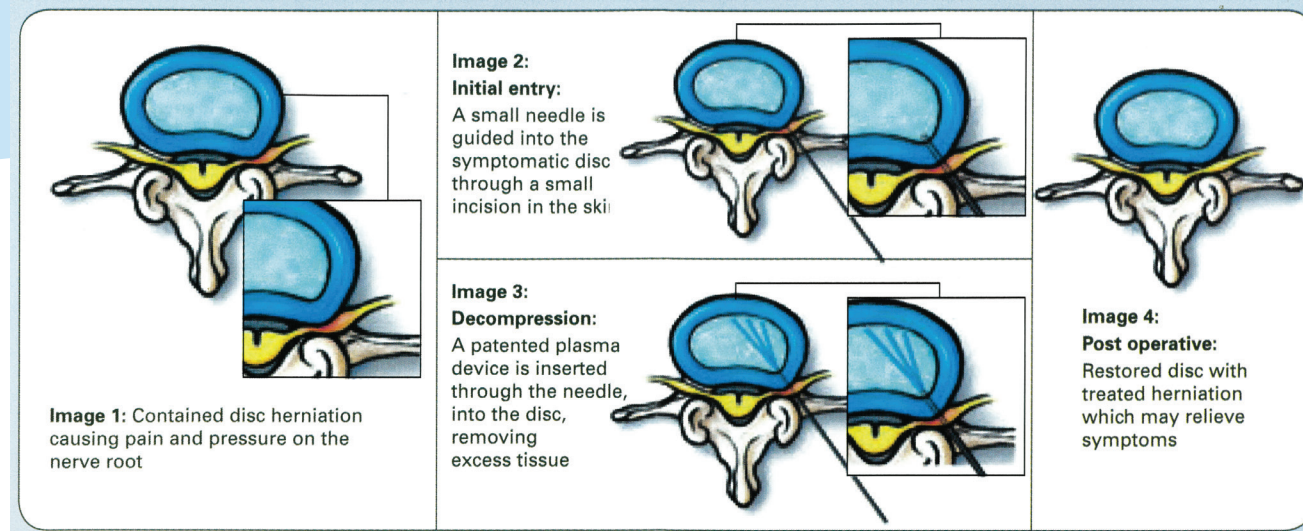 Image 1: Contained disc herniation
causing pain and pressure on the
nerve root
Image 2:
Initial entry:
A small needle is
guided into the
symptomatic disc
through a small
incision in the ski
Image 3:
Decompression:
A patented plasma
device is inserted
through the needle,
into the disc,
removing
excess tissue
Image 4:
Post operative:
Restored disc with
treated herniation
which may relieve
symptoms